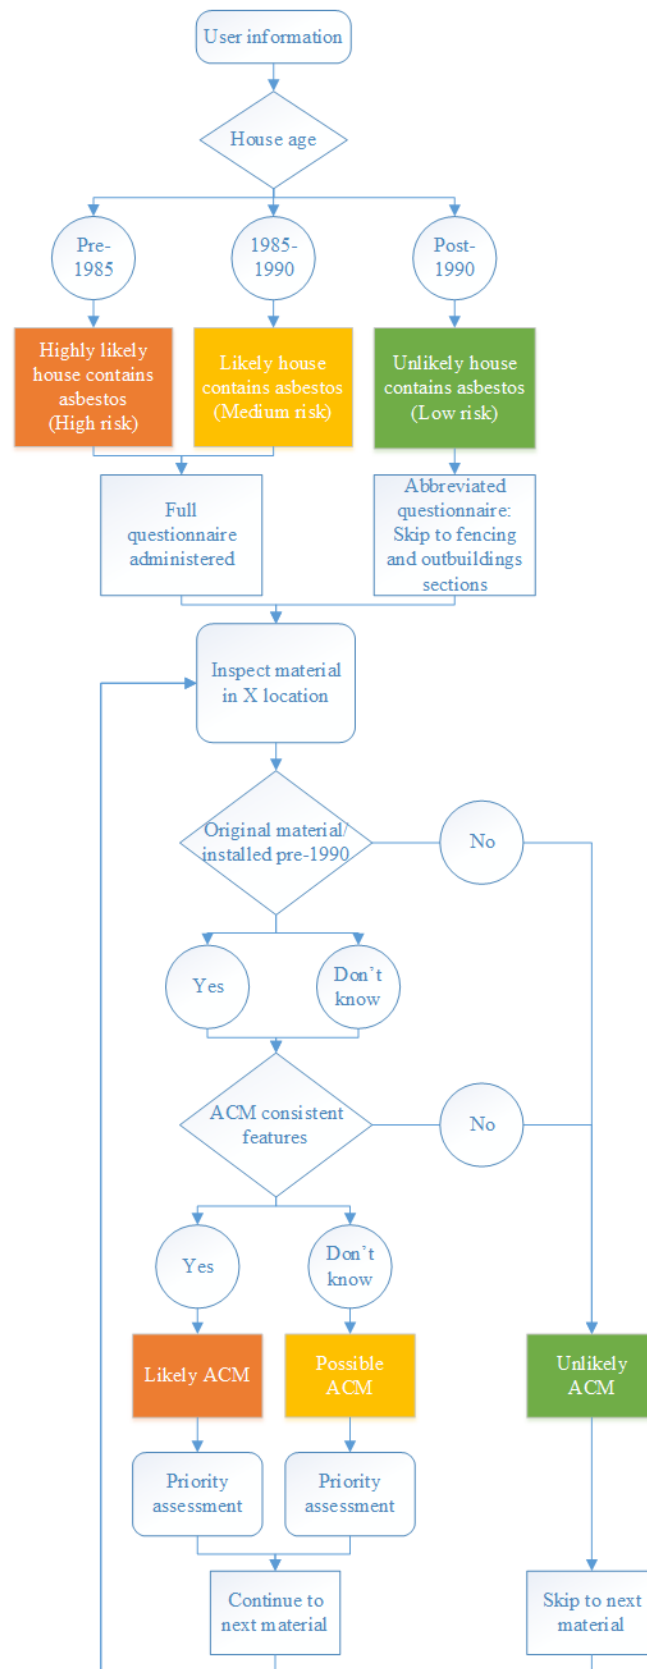 User information
House age
Pre-
1985
1985-
1990
Post-
1990
Highly likely
house contains
asbestos
(High risk)
Likely house
contains asbestos
(Medium risk)
Unlikely house
contains asbestos
(Low risk)
Full
questionnaire
administered
Abbreviated
questionnaire:
Skip to fencing
and outbuildings
sections
Inspect material
in X location
Original material/
installed pre-1990
No
Yes
Don't
know
ACM consistent
features
No
Yes
Don't
know
Likely ACM
Possible
ACM
Unlikely
ACM
Priority
assessment
Priority
assessment
Continue to
next material
Skip to next
material